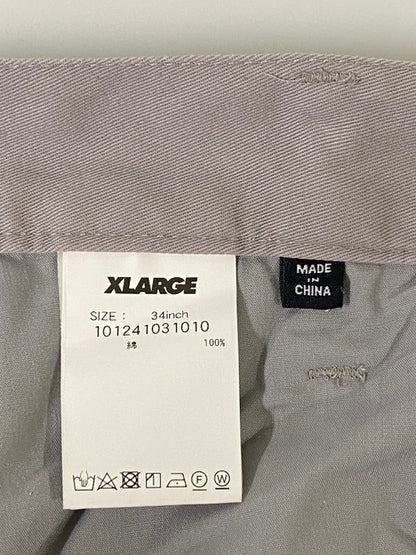 XLARGE
SIZE : 34inch
101241031010
綿 100%
F W
MADE
IN
CHINA